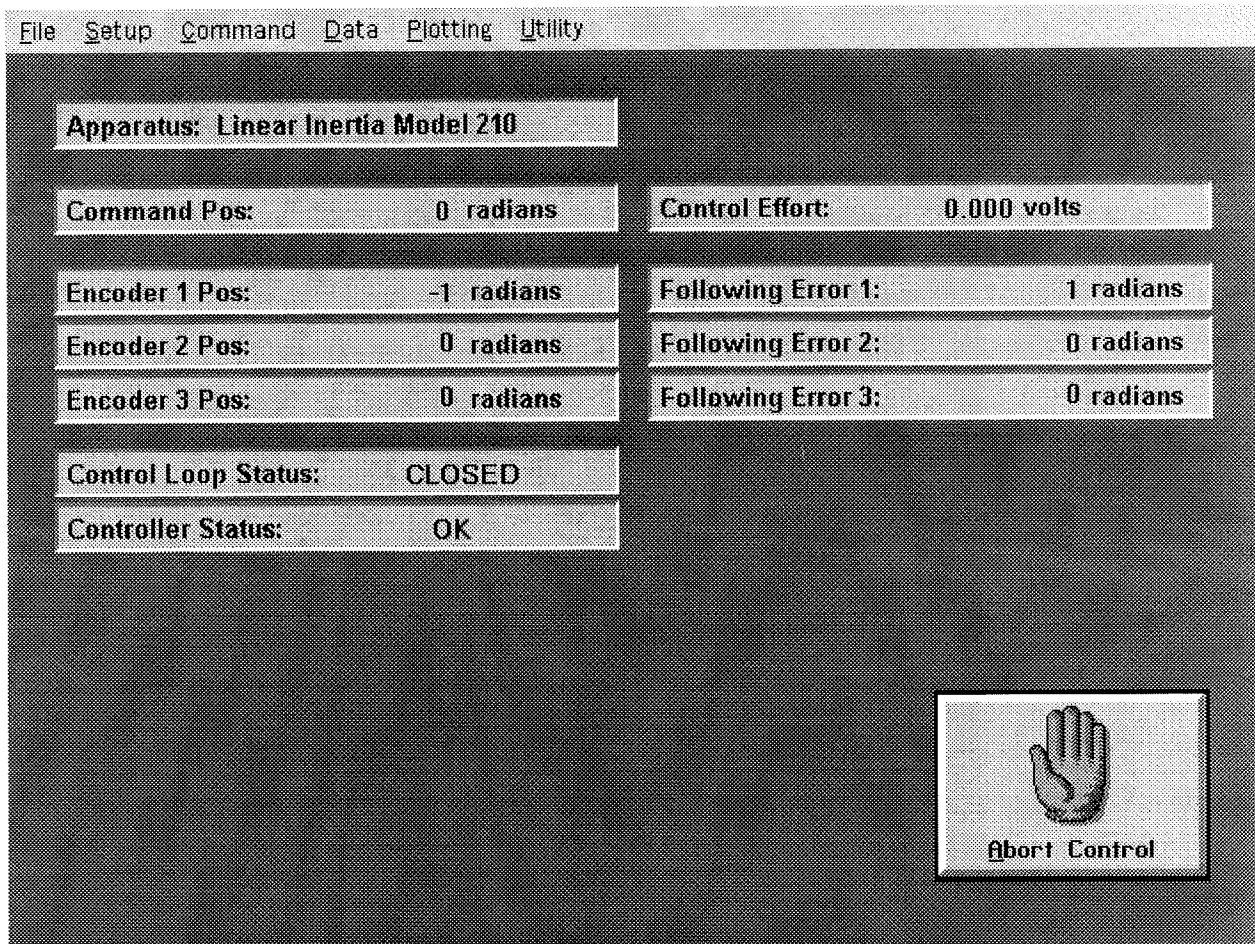 File Setup Command Data Plotting Utility
Apparatus: Linear Inertia Model 210
Command Pos: 0 radians
Control Effort: 0.000 volts
Encoder 1 Pos: -1 radians
Following Error 1: 1 radians
Encoder 2 Pos: 0 radians
Following Error 2: 0 radians
Encoder 3 Pos: 0 radians
Following Error 3: 0 radians
Control Loop Status: CLOSED
Controller Status: OK
Abort Control